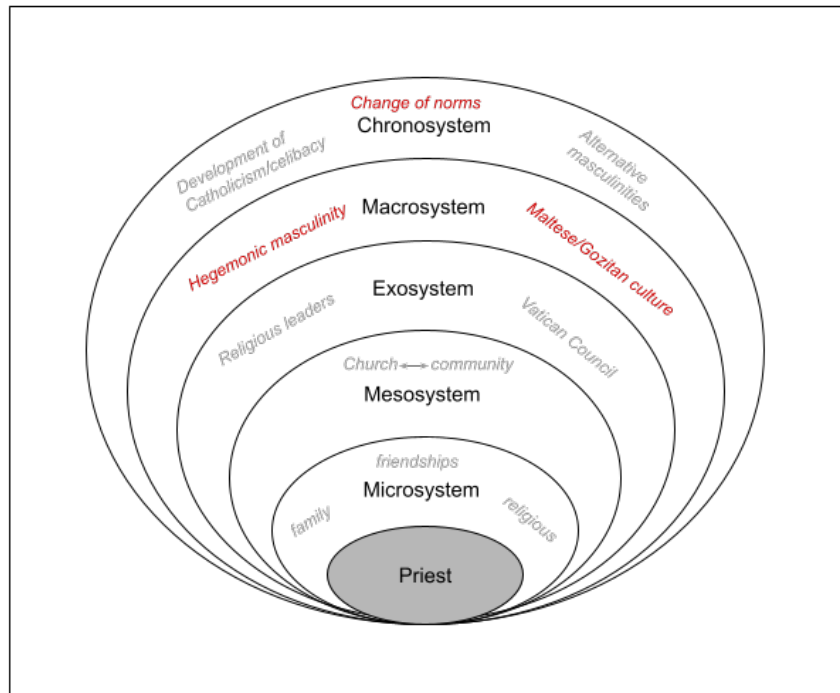 Change of norms
Chronosystem
Development of
Catholicism/celibacy
Alternative
masculinities
Macrosystem
Hegemonic masculinity
Maltese/Gozitan culture
Exosystem
Religious leaders
Vatican Council
Church ↔ community
Mesosystem
friendships
Microsystem
family
religious
Priest